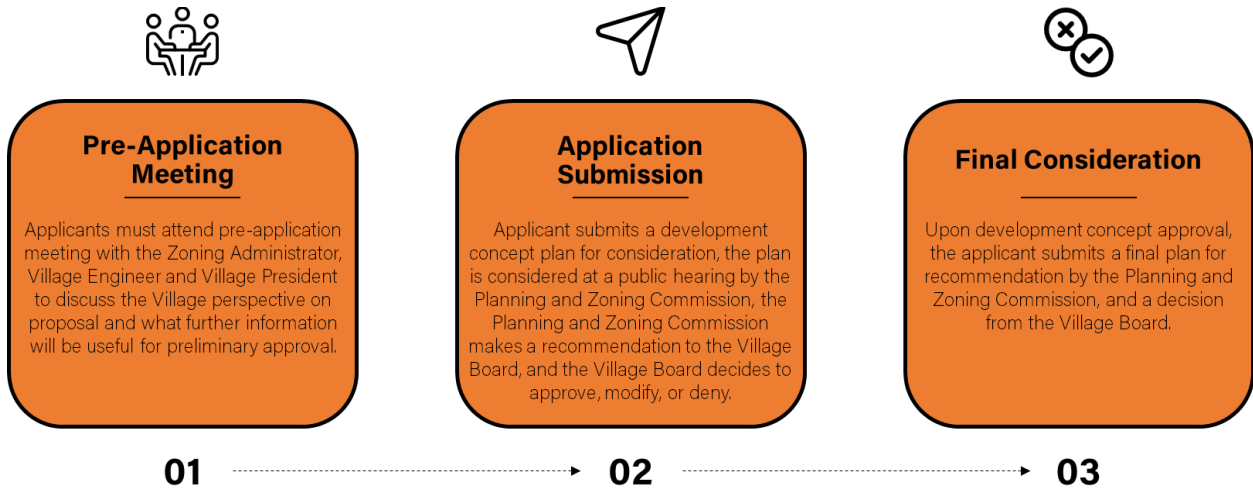 Pre-Application
Meeting
Applicants must attend pre-application
meeting with the Zoning Administrator,
Village Engineer and Village President
to discuss the Village perspective on
proposal and what further information
will be useful for preliminary approval.
01
Application
Submission
Applicant submits a development
concept plan for consideration, the plan
is considered at a public hearing by the
Planning and Zoning Commission, the
Planning and Zoning Commission
makes a recommendation to the Village
Board, and the Village Board decides to
approve, modify, or deny.
02
Final Consideration
Upon development concept approval,
the applicant submits a final plan for
recommendation by the Planning and
Zoning Commission, and a decision
from the Village Board.
03